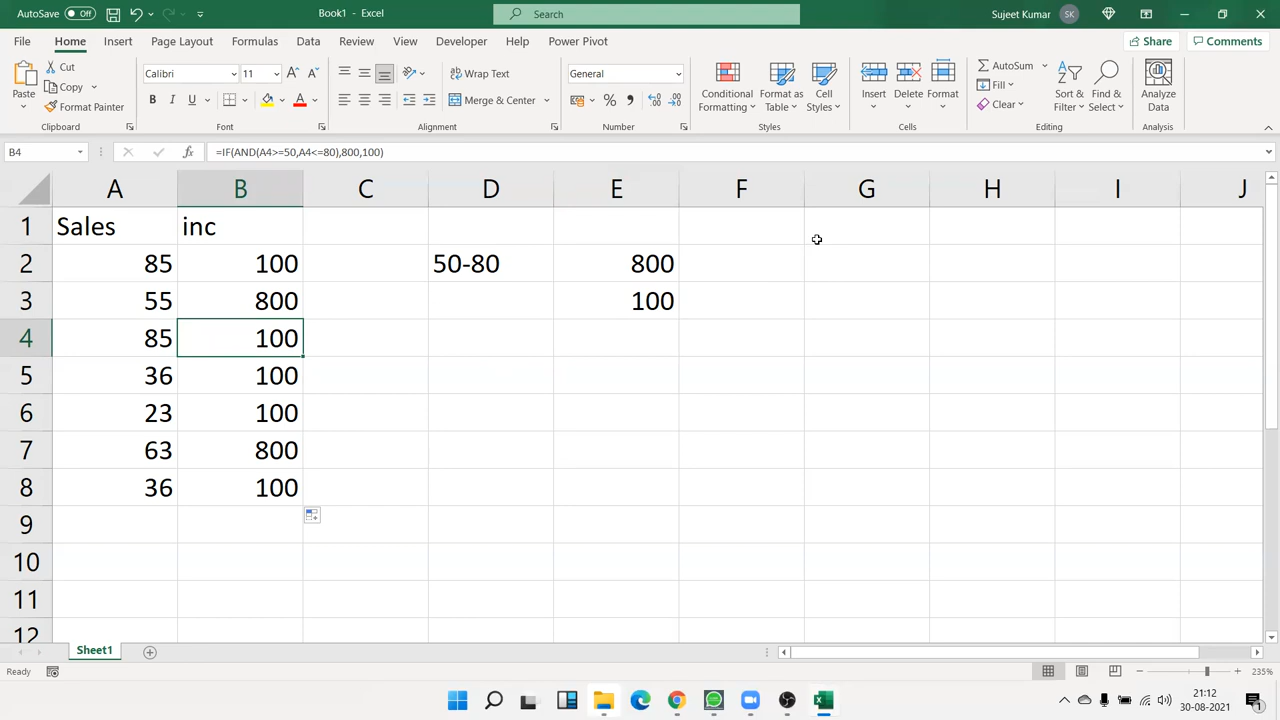 AutoSave Off Book1 - Excel Search Sujeet Kumar SK
File Home Insert Page Layout Formulas Data Review View Developer Help Power Pivot Share Comments
Paste Cut Copy Format Painter Clipboard
Calibri 11 B I U A Font
Wrap Text Merge & Center Alignment
General % Number
Conditional Formatting Format as Table Cell Styles Styles
Insert Delete Format Cells
AutoSum Fill Clear Sort & Filter Find & Select Editing
Analyze Data Analysis
B4 fx =IF(AND(A4>=50,A4<=80),800,100)
A B C D E F G H I J
1 Sales inc
2 85 100 50-80 800
3 55 800 100
4 85 100
5 36 100
6 23 100
7 63 800
8 36 100
9
10
11
12
Sheet1
Ready 235%
21:12
30-08-2021
1